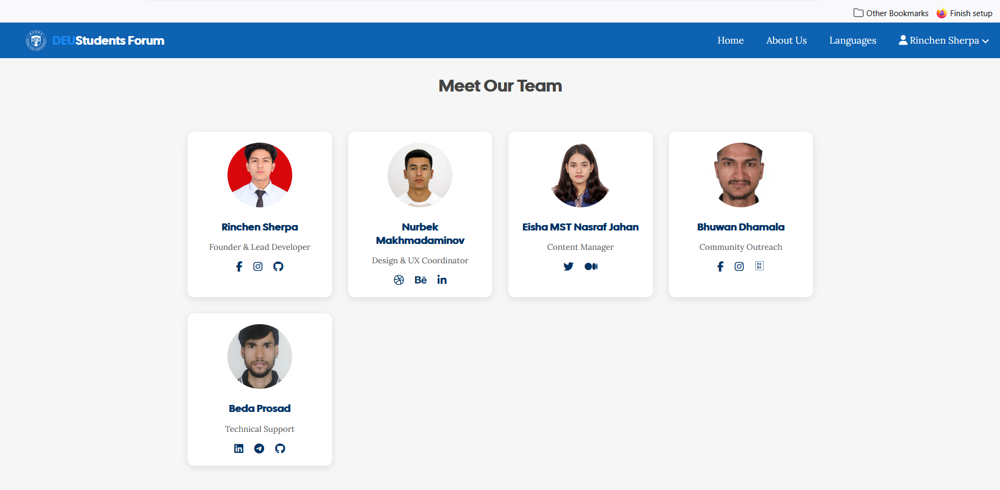 Other Bookmarks
Finish setup
DEUStudents Forum
Home
About Us
Languages
Rinchen Sherpa
Meet Our Team
Rinchen Sherpa
Founder & Lead Developer
Nurbek
Makhmadaminov
Design & UX Coordinator
Bē
in
Eisha MST Nasraf Jahan
Content Manager
Bhuwan Dhamala
Community Outreach
Beda Prosad
Technical Support
in